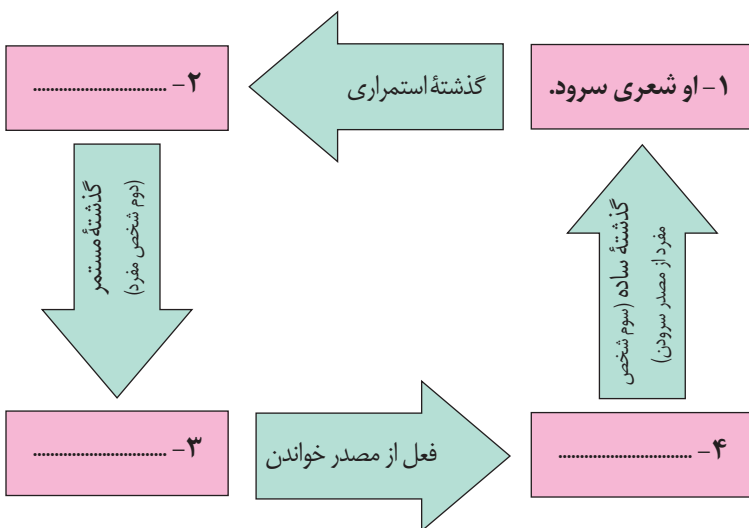 ۱- او شعری سرود.
گذشتهٔ استمراری
۲- ................................
گذشتهٔ مستمر
(دوم شخص مفرد)
۳- ................................
فعل از مصدر خواندن
۴- ................................
گذشتهٔ ساده (سوم شخص
مفرد از مصدر سرودن)